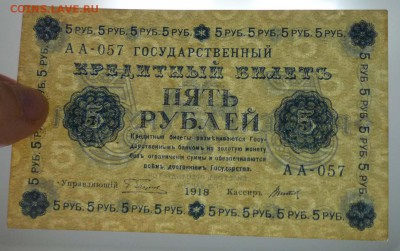 COINS.LAVE.RU
5 РУБ. 5 РУБ. 5 РУБ. 5 РУБ. 5 РУБ. 5 РУБ.
АА-057 ГОСУДАРСТВЕННЫЙ
КРЕДИТНЫЙ БИЛЕТЪ
ПЯТЬ
РУБЛЕЙ
5 5
Кредитные билеты размѣниваются Госу-
дарственнымъ банкомъ на золотую монету
безъ ограниченія суммы и обезпечиваются
всѣмъ достояніемъ Государства.
АА-057
Управляющій 1918 Кассиръ
5 РУБ. 5 РУБ. 5 РУБ. 5 РУБ. 5 РУБ. 5 РУБ.